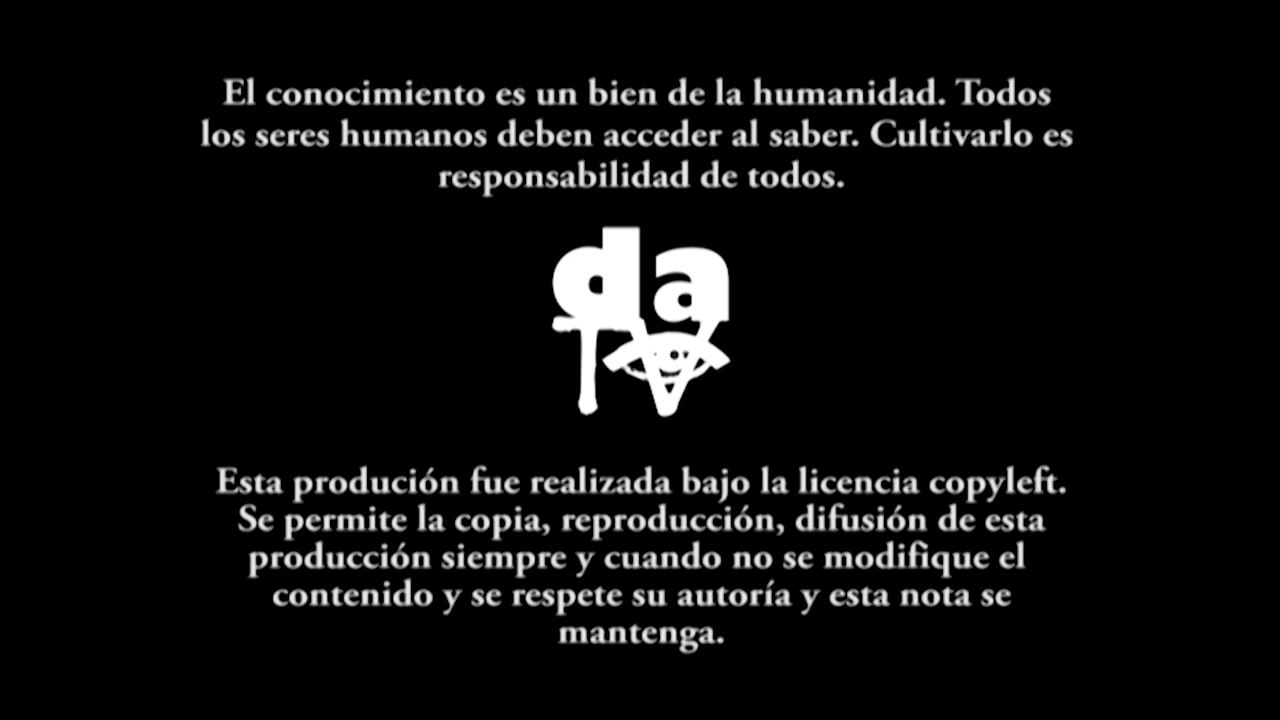 El conocimiento es un bien de la humanidad. Todos
los seres humanos deben acceder al saber. Cultivarlo es
responsabilidad de todos.
da
TV
Esta produción fue realizada bajo la licencia copyleft.
Se permite la copia, reproducción, difusión de esta
producción siempre y cuando no se modifique el
contenido y se respete su autoría y esta nota se
mantenga.